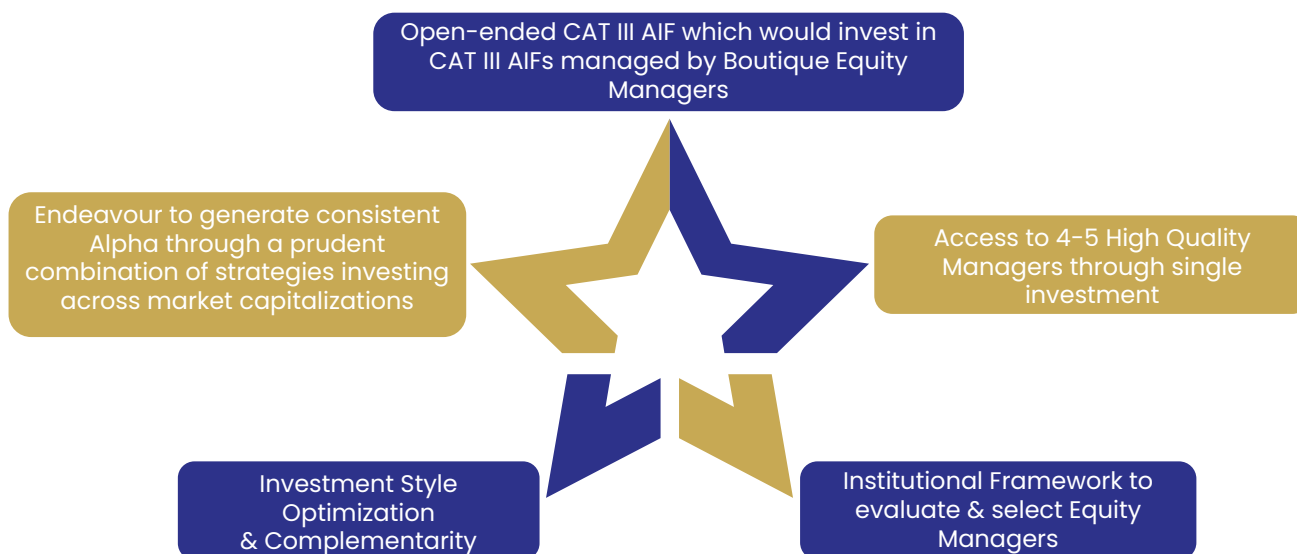 Open-ended CAT III AIF which would invest in
CAT III AIFs managed by Boutique Equity
Managers
Endeavour to generate consistent
Alpha through a prudent
combination of strategies investing
across market capitalizations
Access to 4-5 High Quality
Managers through single
investment
Investment Style
Optimization
& Complementarity
Institutional Framework to
evaluate & select Equity
Managers